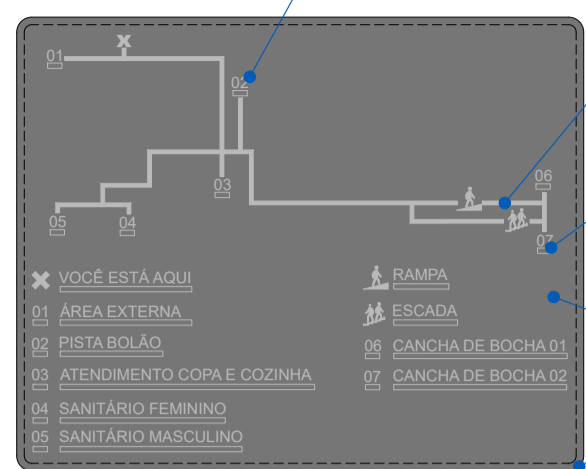 01
02
03
06
05
04
07
VOCÊ ESTÁ AQUI
01 ÁREA EXTERNA
02 PISTA BOLÃO
03 ATENDIMENTO COPA E COZINHA
04 SANITÁRIO FEMININO
05 SANITÁRIO MASCULINO
RAMPA
ESCADA
06 CANCHA DE BOCHA 01
07 CANCHA DE BOCHA 02